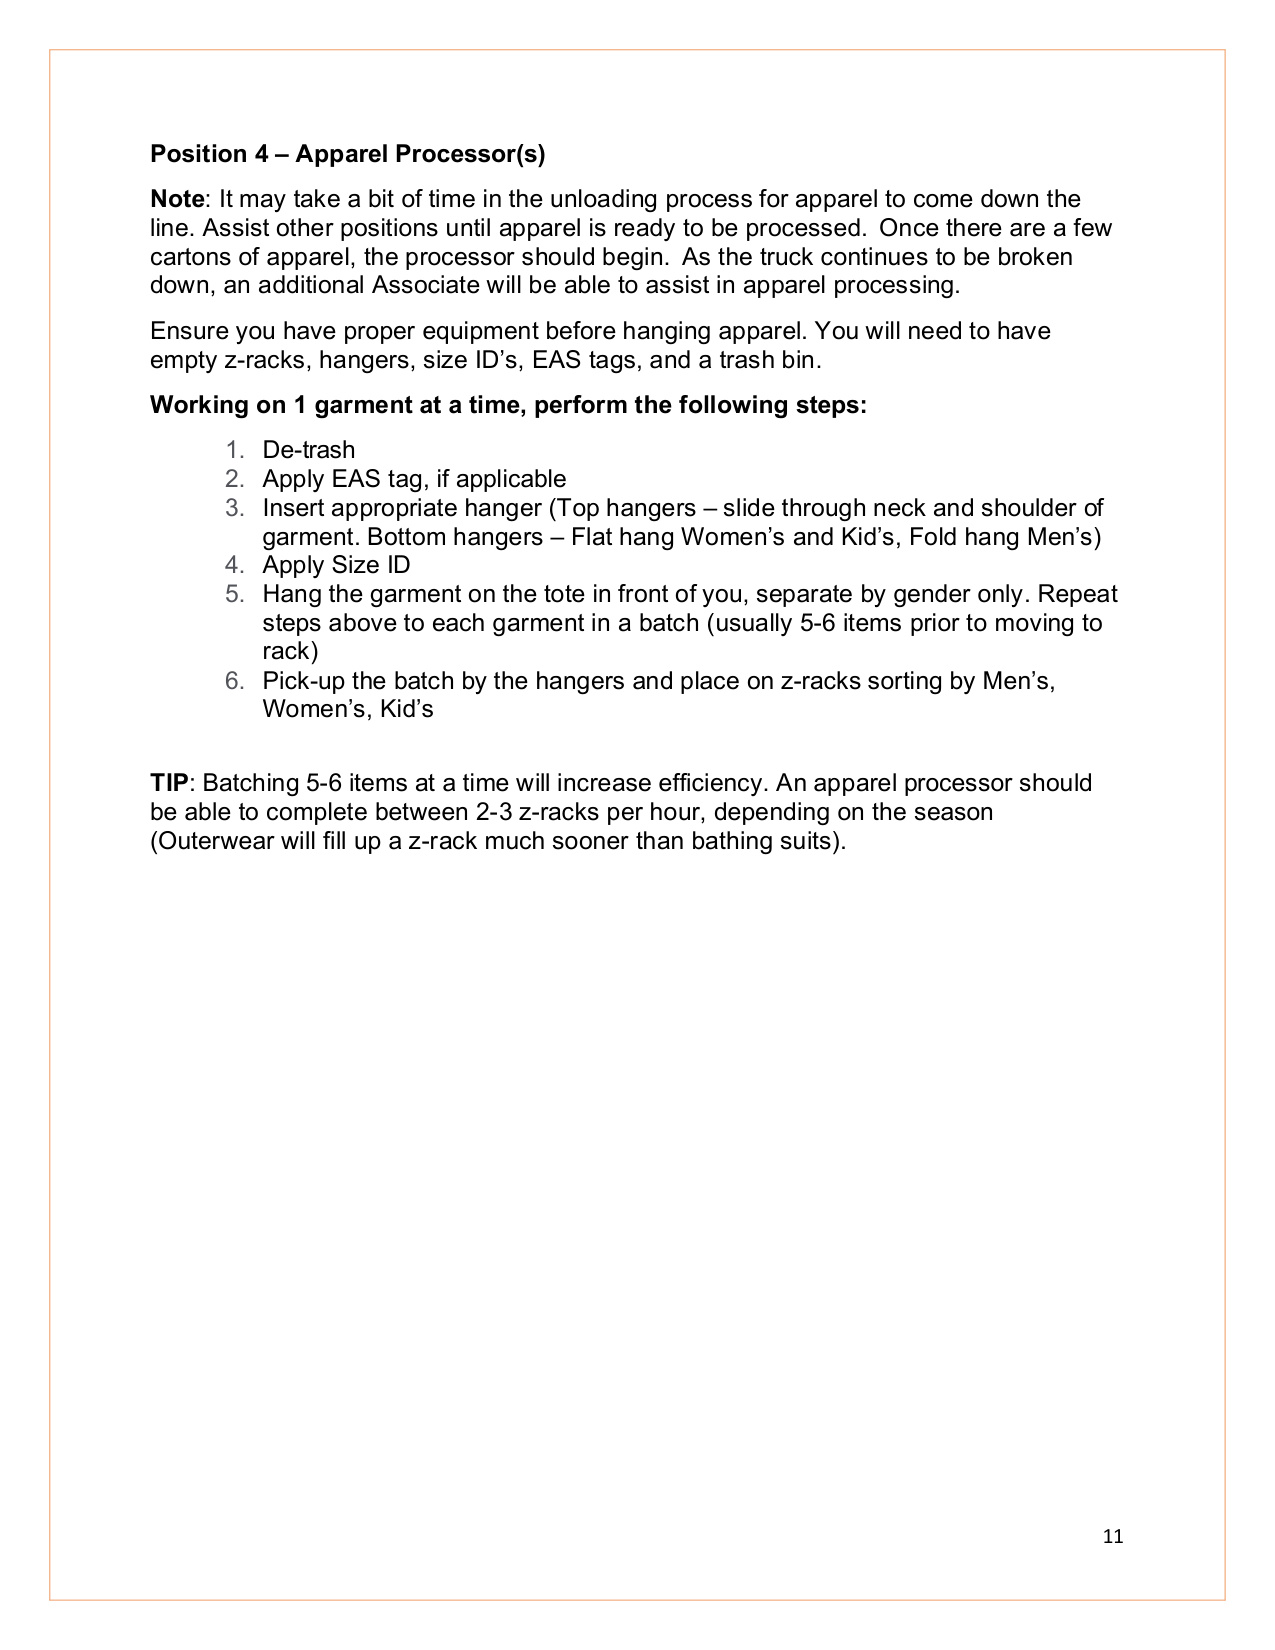 Position 4 – Apparel Processor(s)
Note: It may take a bit of time in the unloading process for apparel to come down the
line. Assist other positions until apparel is ready to be processed.  Once there are a few
cartons of apparel, the processor should begin.  As the truck continues to be broken
down, an additional Associate will be able to assist in apparel processing.
Ensure you have proper equipment before hanging apparel. You will need to have
empty z-racks, hangers, size ID’s, EAS tags, and a trash bin.
Working on 1 garment at a time, perform the following steps:
1. De-trash
2. Apply EAS tag, if applicable
3. Insert appropriate hanger (Top hangers – slide through neck and shoulder of
garment. Bottom hangers – Flat hang Women’s and Kid’s, Fold hang Men’s)
4. Apply Size ID
5. Hang the garment on the tote in front of you, separate by gender only. Repeat
steps above to each garment in a batch (usually 5-6 items prior to moving to
rack)
6. Pick-up the batch by the hangers and place on z-racks sorting by Men’s,
Women’s, Kid’s
TIP: Batching 5-6 items at a time will increase efficiency. An apparel processor should
be able to complete between 2-3 z-racks per hour, depending on the season
(Outerwear will fill up a z-rack much sooner than bathing suits).
11